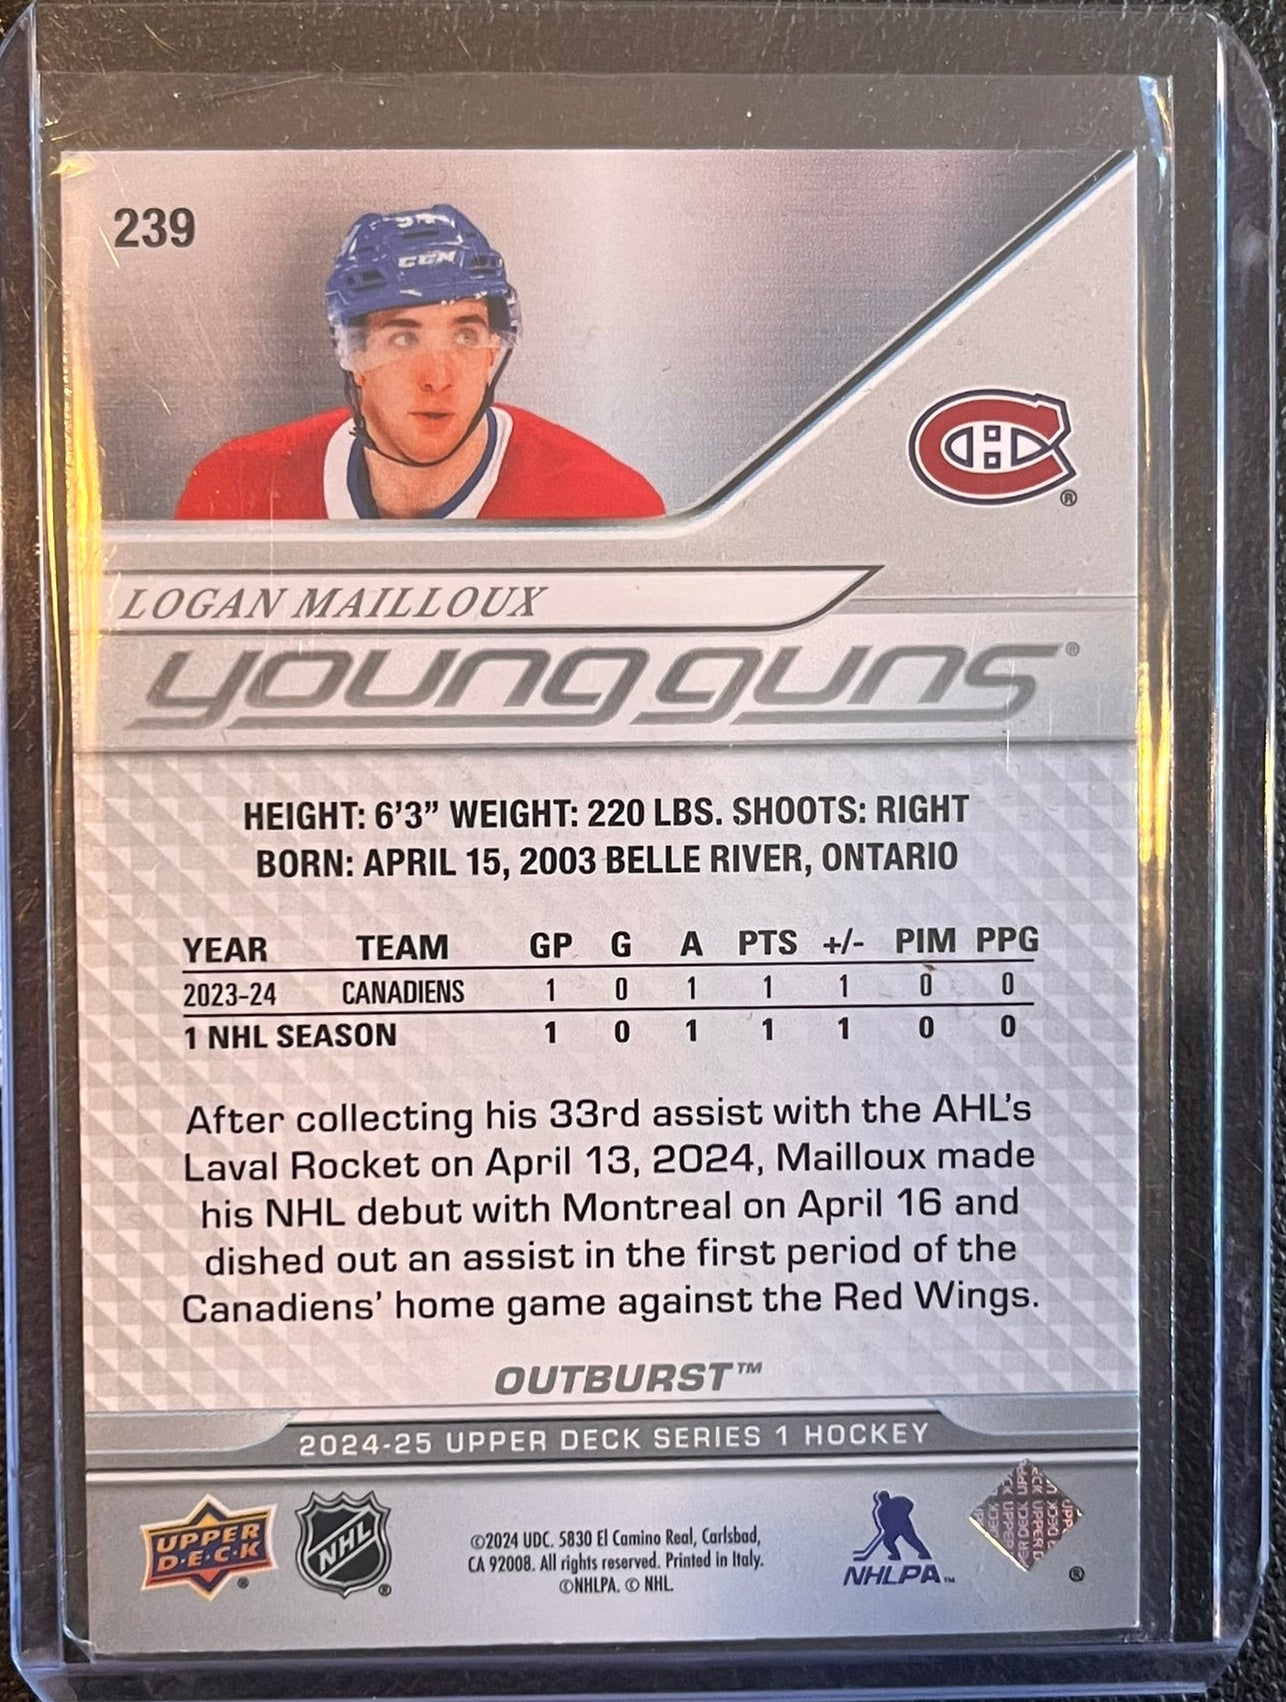 239
CCM
®
LOGAN MAILLOUX
young guns®
HEIGHT: 6'3” WEIGHT: 220 LBS. SHOOTS: RIGHT
BORN: APRIL 15, 2003 BELLE RIVER, ONTARIO
YEAR TEAM GP G A PTS +/- PIM PPG
2023-24 CANADIENS 1 0 1 1 1 0 0
1 NHL SEASON 1 0 1 1 1 0 0
After collecting his 33rd assist with the AHL's
Laval Rocket on April 13, 2024, Mailloux made
his NHL debut with Montreal on April 16 and
dished out an assist in the first period of the
Canadiens' home game against the Red Wings.
OUTBURST™
2024-25 UPPER DECK SERIES 1 HOCKEY
UPPER
D·E·C·K
®
NHL
®
©2024 UDC. 5830 El Camino Real, Carlsbad,
CA 92008. All rights reserved. Printed in Italy.
©NHLPA. © NHL.
NHLPA™
®